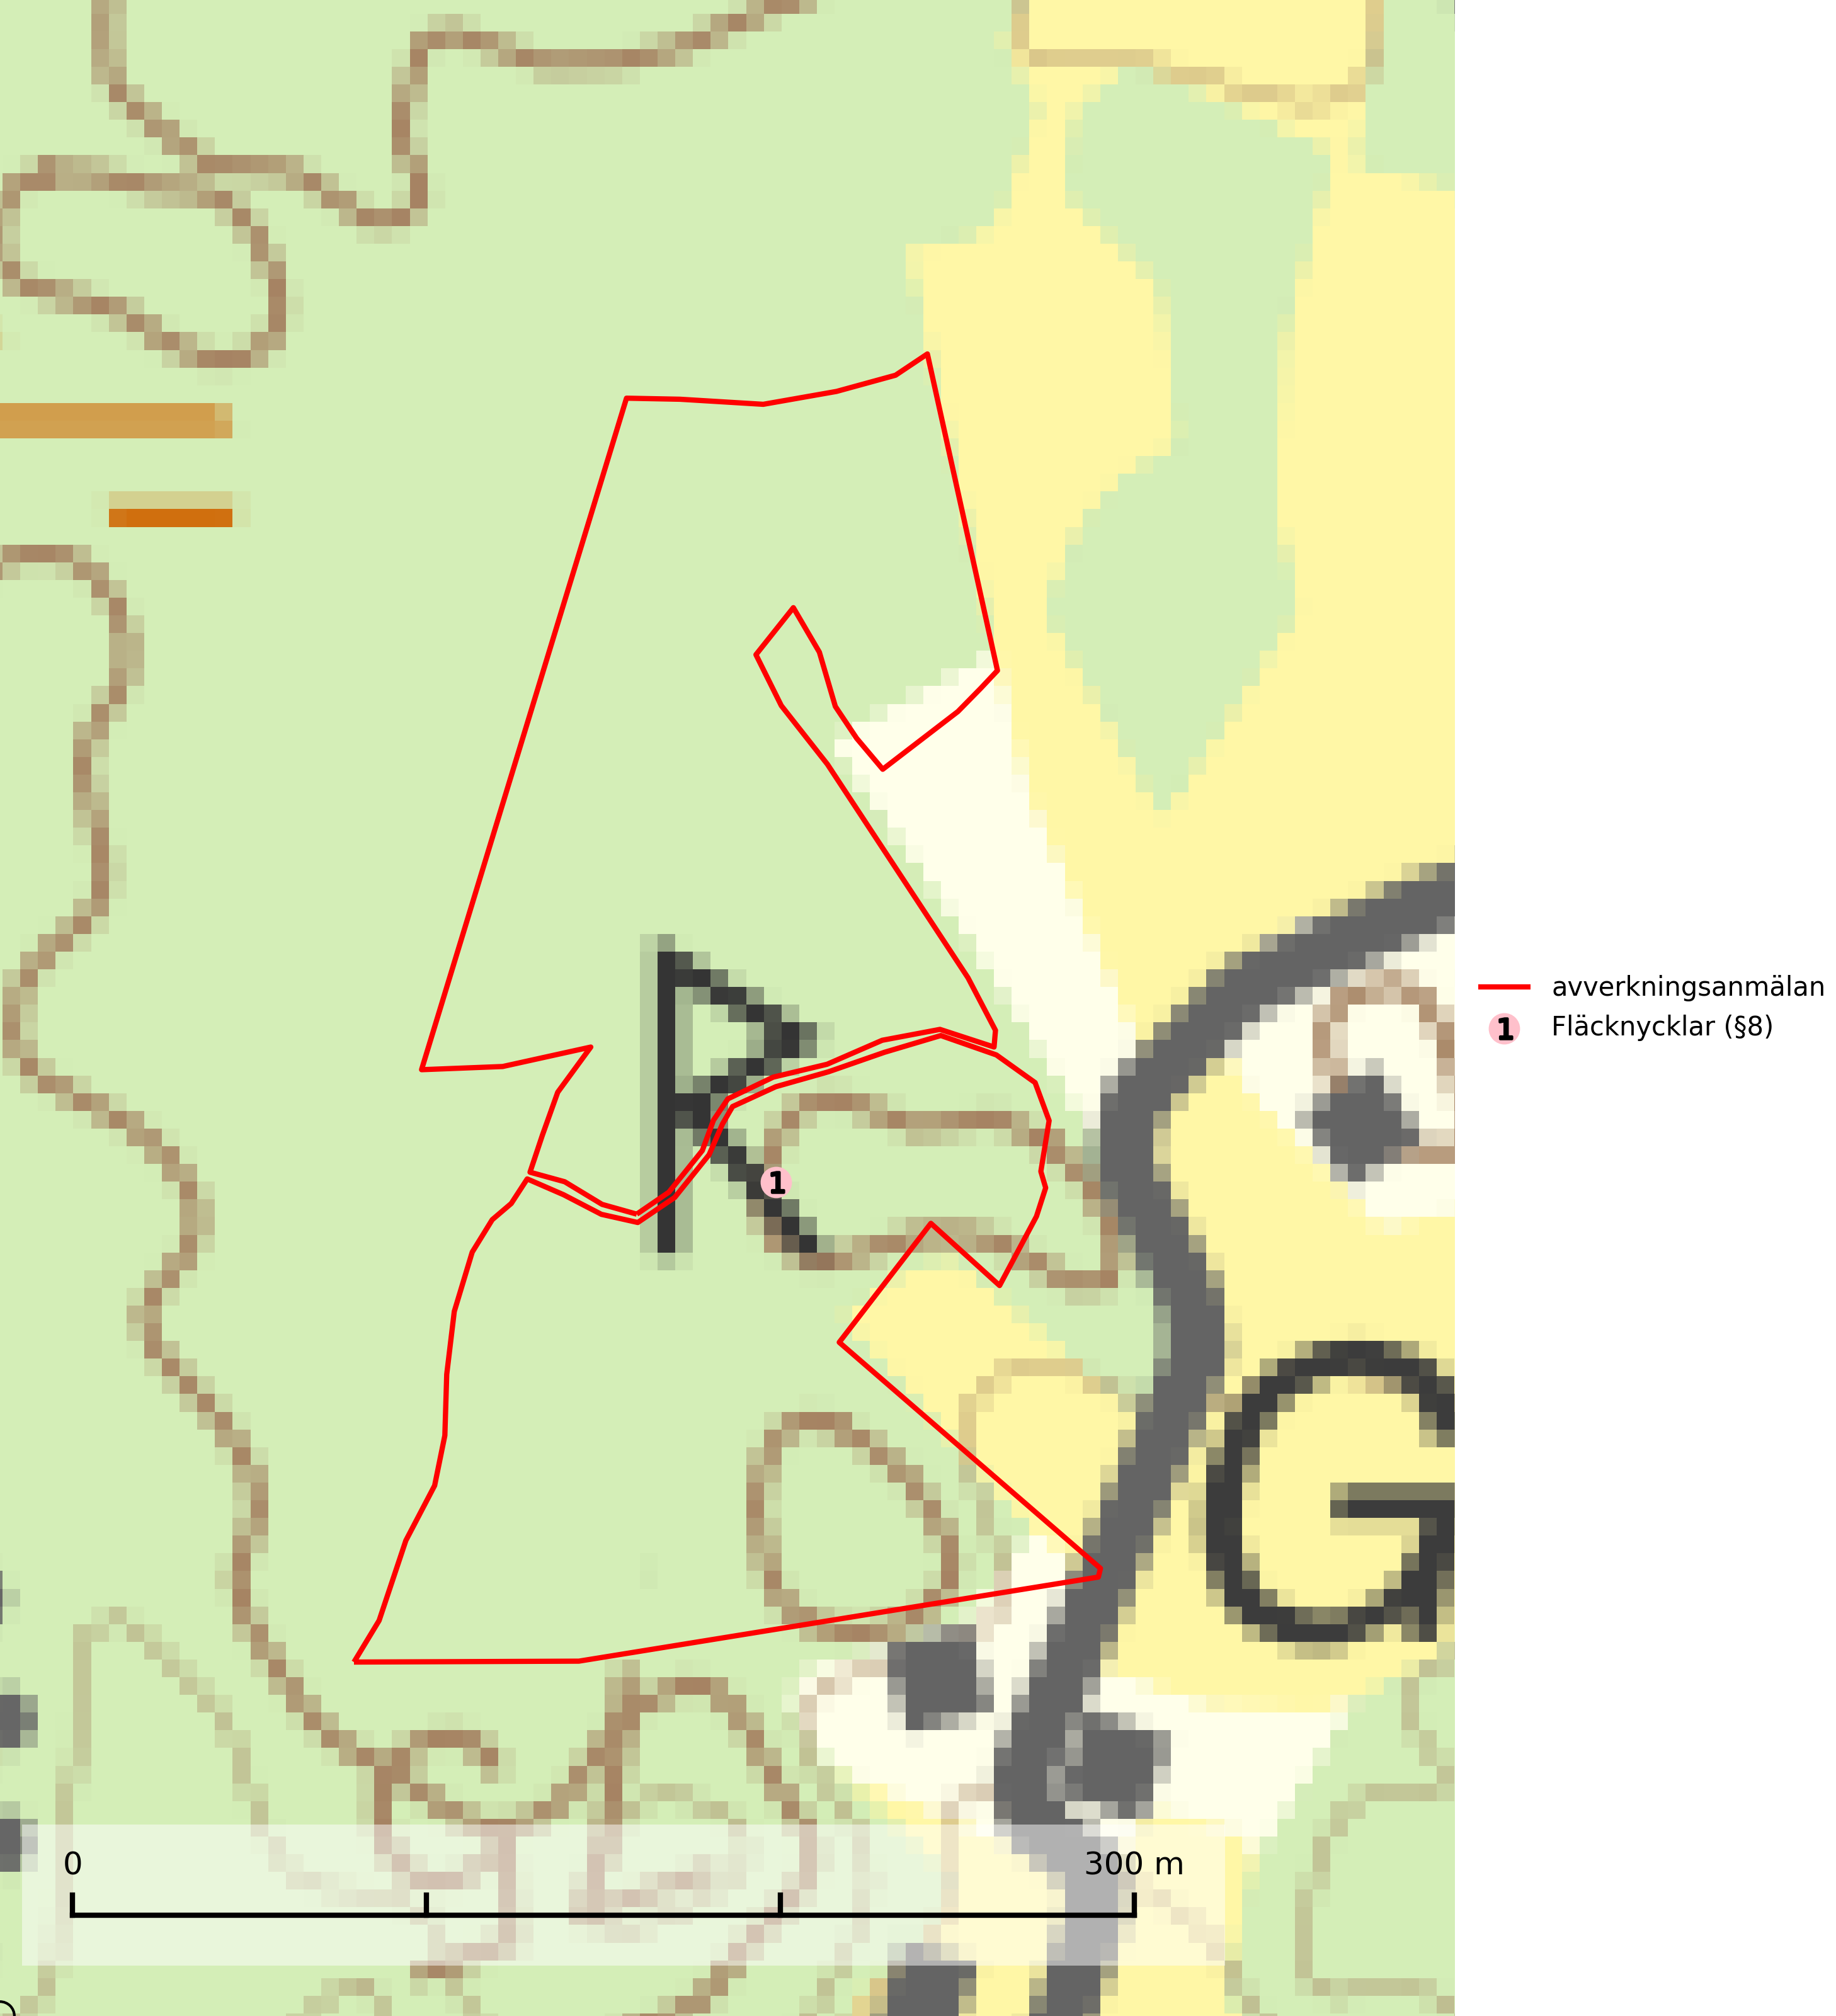 R
1
G
avverkningsanmälan
1 Fläcknycklar (§8)
0 300 m